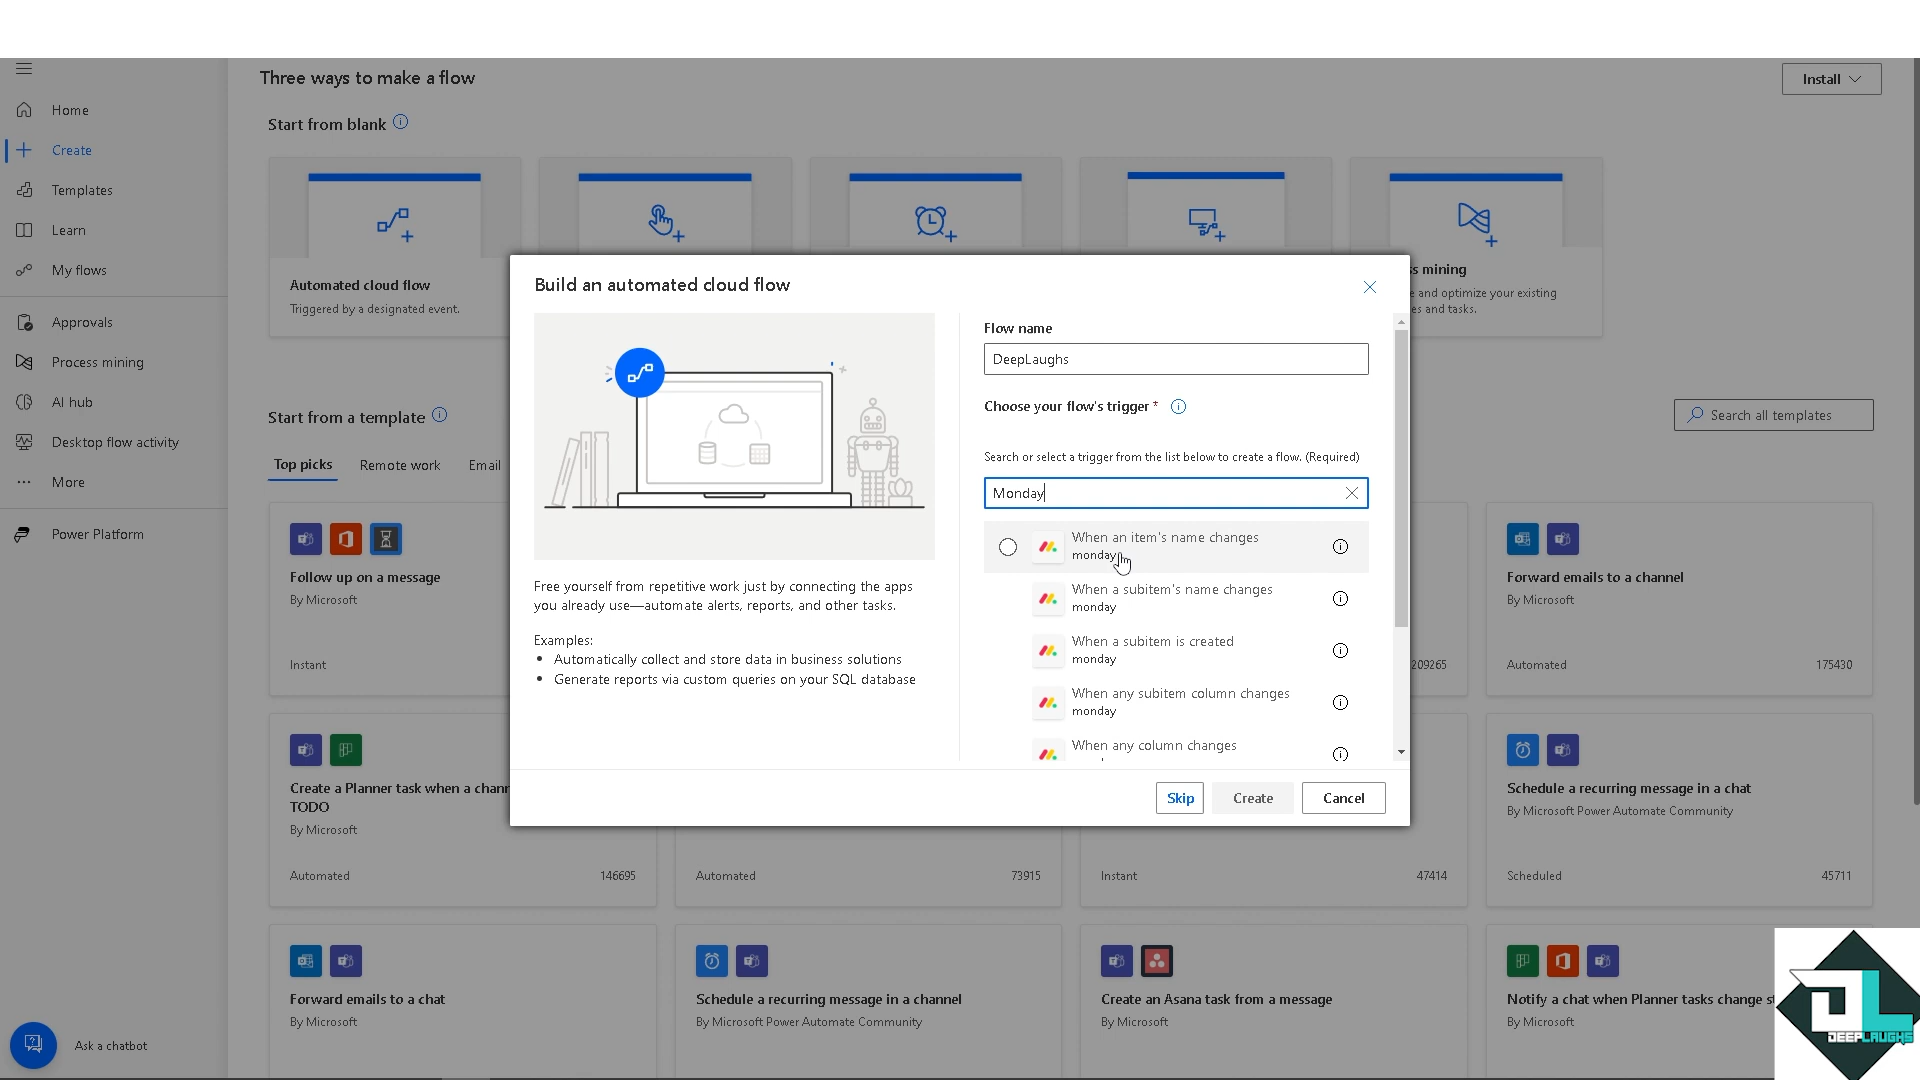 Three ways to make a flow
Install
Home
Start from blank
Create
Templates
Learn
My flows
Automated cloud flow
Triggered by a designated event.
s mining
e and optimize your existing
es and tasks.
Approvals
Process mining
AI hub
Desktop flow activity
More
Power Platform
Start from a template
Search all templates
Top picks
Remote work
Email
Follow up on a message
By Microsoft
Instant
209265
Forward emails to a channel
By Microsoft
Automated
175430
Build an automated cloud flow
Free yourself from repetitive work just by connecting the apps
you already use—automate alerts, reports, and other tasks.
Examples:
Automatically collect and store data in business solutions
Generate reports via custom queries on your SQL database
Flow name
DeepLaughs
Choose your flow's trigger *
Search or select a trigger from the list below to create a flow. (Required)
Monday
When an item's name changes
monday
When a subitem's name changes
monday
When a subitem is created
monday
When any subitem column changes
monday
When any column changes
Skip
Create
Cancel
Create a Planner task when a chann
TODO
By Microsoft
Automated
146695
Automated
73915
Instant
47414
Schedule a recurring message in a chat
By Microsoft Power Automate Community
Scheduled
45711
Forward emails to a chat
By Microsoft
Schedule a recurring message in a channel
By Microsoft Power Automate Community
Create an Asana task from a message
By Microsoft
Notify a chat when Planner tasks change st
By Microsoft
Ask a chatbot
DL
DEEPLAUGHS